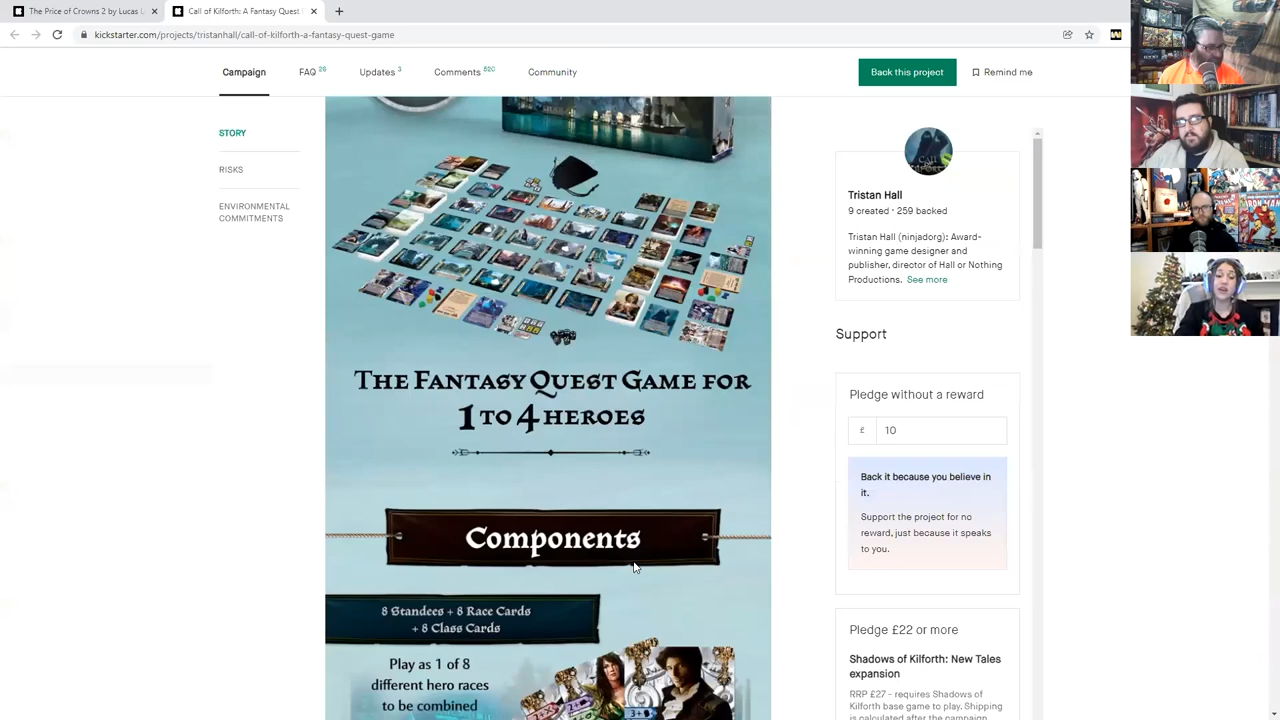 The Price of Crowns 2 by Lucas L
Call of Kilforth: A Fantasy Quest
kickstarter.com/projects/tristanhall/call-of-kilforth-a-fantasy-quest-game
Campaign
FAQ 26
Updates 3
Comments 620
Community
Back this project
Remind me
STORY
RISKS
ENVIRONMENTAL
COMMITMENTS
The Fantasy Quest Game for
1 to 4 heroes
Components
8 Standees + 8 Race Cards
+ 8 Class Cards
Play as 1 of 8
different hero races
to be combined
Tristan Hall
9 created · 259 backed
Tristan Hall (ninjadorg): Award-
winning game designer and
publisher, director of Hall or Nothing
Productions. See more
Support
Pledge without a reward
£ 10
Back it because you believe in
it.
Support the project for no
reward, just because it speaks
to you.
Pledge £22 or more
Shadows of Kilforth: New Tales
expansion
RRP £27 - requires Shadows of
Kilforth base game to play. Shipping
is calculated after the campaign
IRON MAN